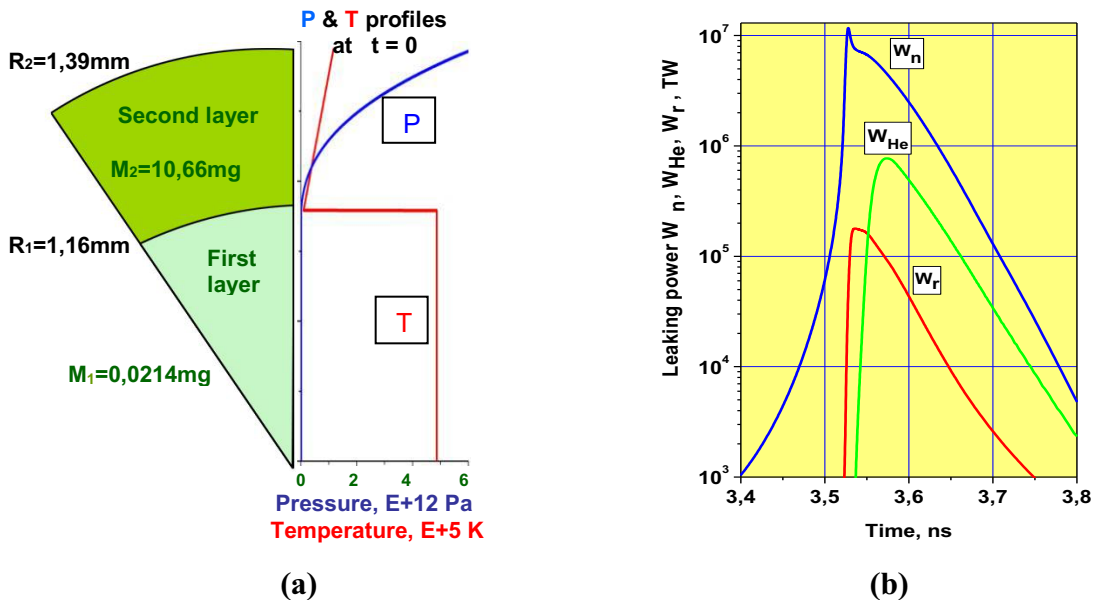 P & T profiles
at t = 0
R2=1,39mm
Second layer
M2=10,66mg
P
R1=1,16mm
First
layer
T
M1=0,0214mg
0 2 4 6
Pressure, E+12 Pa
Temperature, E+5 K
(a)
Leaking power W n, WHe, Wr, TW
10^7
10^6
10^5
10^4
10^3
Wn
WHe
Wr
3,4 3,5 3,6 3,7 3,8
Time, ns
(b)